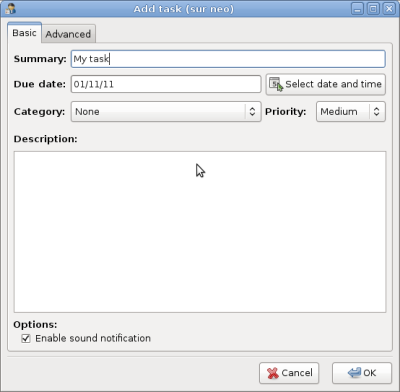 Add task (sur neo)
Basic Advanced
Summary: My task
Due date: 01/11/11 Select date and time
Category: None Priority: Medium
Description:
Options:
Enable sound notification
Cancel OK